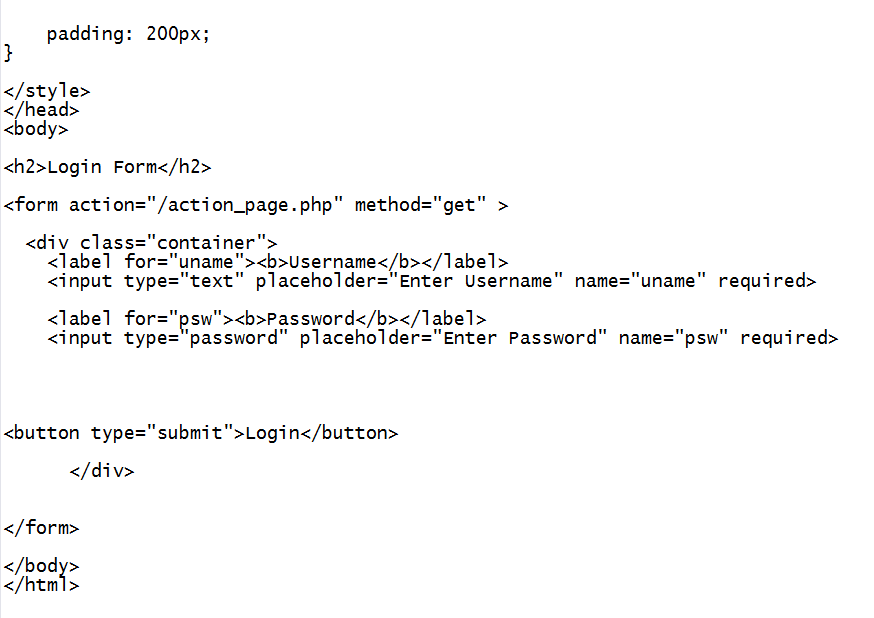 padding: 200px;
}
</style>
</head>
<body>
<h2>Login Form</h2>
<form action="/action_page.php" method="get" >
<div class="container">
<label for="uname"><b>Username</b></label>
<input type="text" placeholder="Enter Username" name="uname" required>
<label for="psw"><b>Password</b></label>
<input type="password" placeholder="Enter Password" name="psw" required>
<button type="submit">Login</button>
</div>
</form>
</body>
</html>